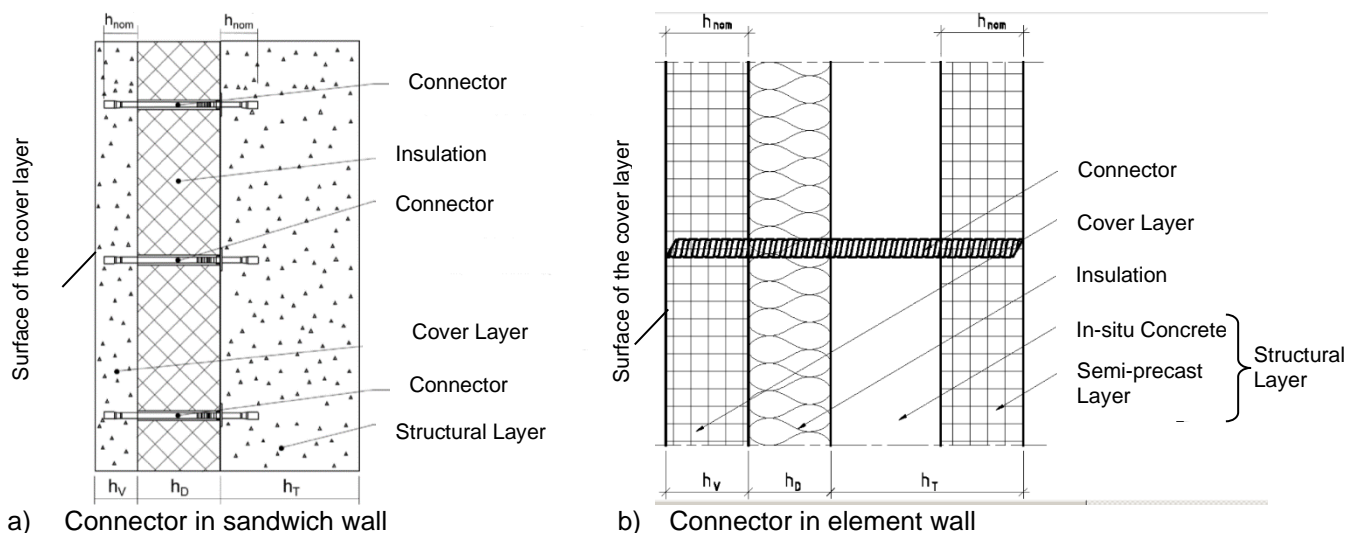 h_nom
h_nom
Surface of the cover layer
Connector
Insulation
Connector
Cover Layer
Connector
Structural Layer
h_V
h_D
h_T
a) Connector in sandwich wall
h_nom
h_nom
Surface of the cover layer
Connector
Cover Layer
Insulation
In-situ Concrete
Semi-precast
Layer
Structural
Layer
h_V
h_D
h_T
b) Connector in element wall